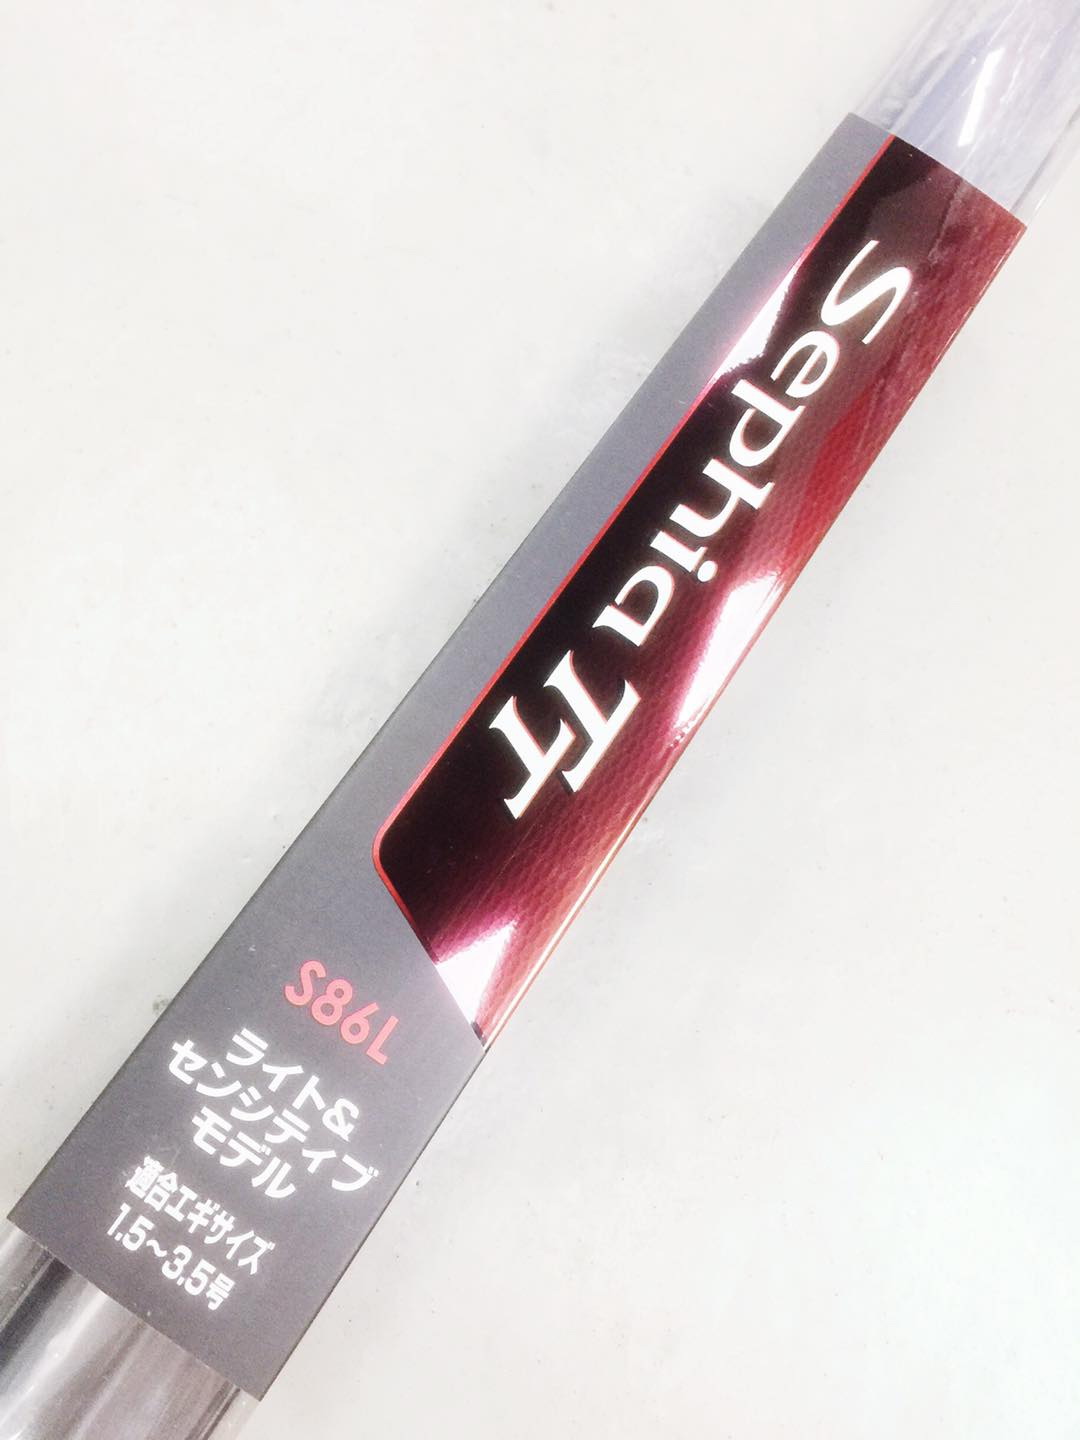 Sephia TT
S86L
ライト&
センシティブ
モデル
適合エギサイズ
1.5～3.5号